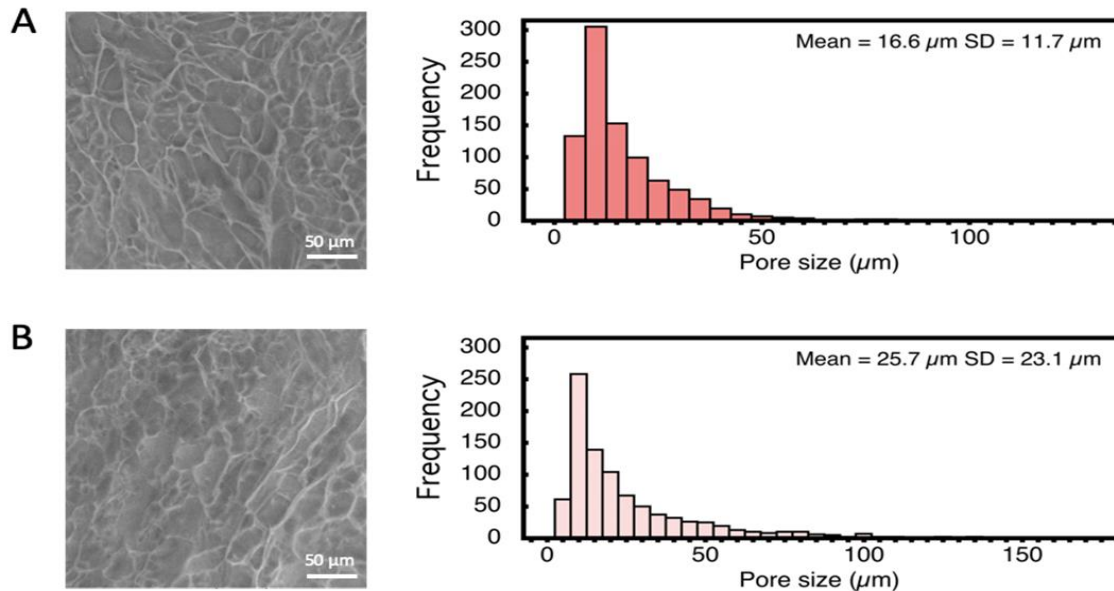 A
50 µm
Frequency
300
250
200
150
100
50
0
Mean = 16.6 µm SD = 11.7 µm
0 50 100
Pore size (µm)
B
50 µm
Frequency
300
250
200
150
100
50
0
Mean = 25.7 µm SD = 23.1 µm
0 50 100 150
Pore size (µm)